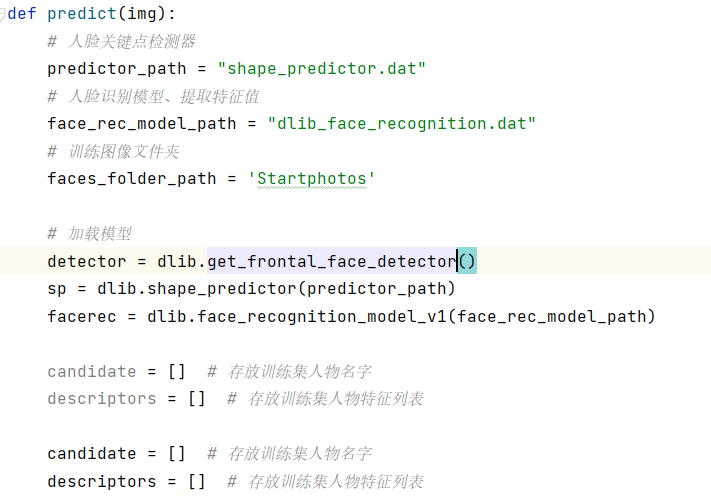 def predict(img):
# 人脸关键点检测器
predictor_path = "shape_predictor.dat"
# 人脸识别模型、提取特征值
face_rec_model_path = "dlib_face_recognition.dat"
# 训练图像文件夹
faces_folder_path = 'Startphotos'
# 加载模型
detector = dlib.get_frontal_face_detector()
sp = dlib.shape_predictor(predictor_path)
facerec = dlib.face_recognition_model_v1(face_rec_model_path)
candidate = []  # 存放训练集人物名字
descriptors = []  # 存放训练集人物特征列表
candidate = []  # 存放训练集人物名字
descriptors = []  # 存放训练集人物特征列表